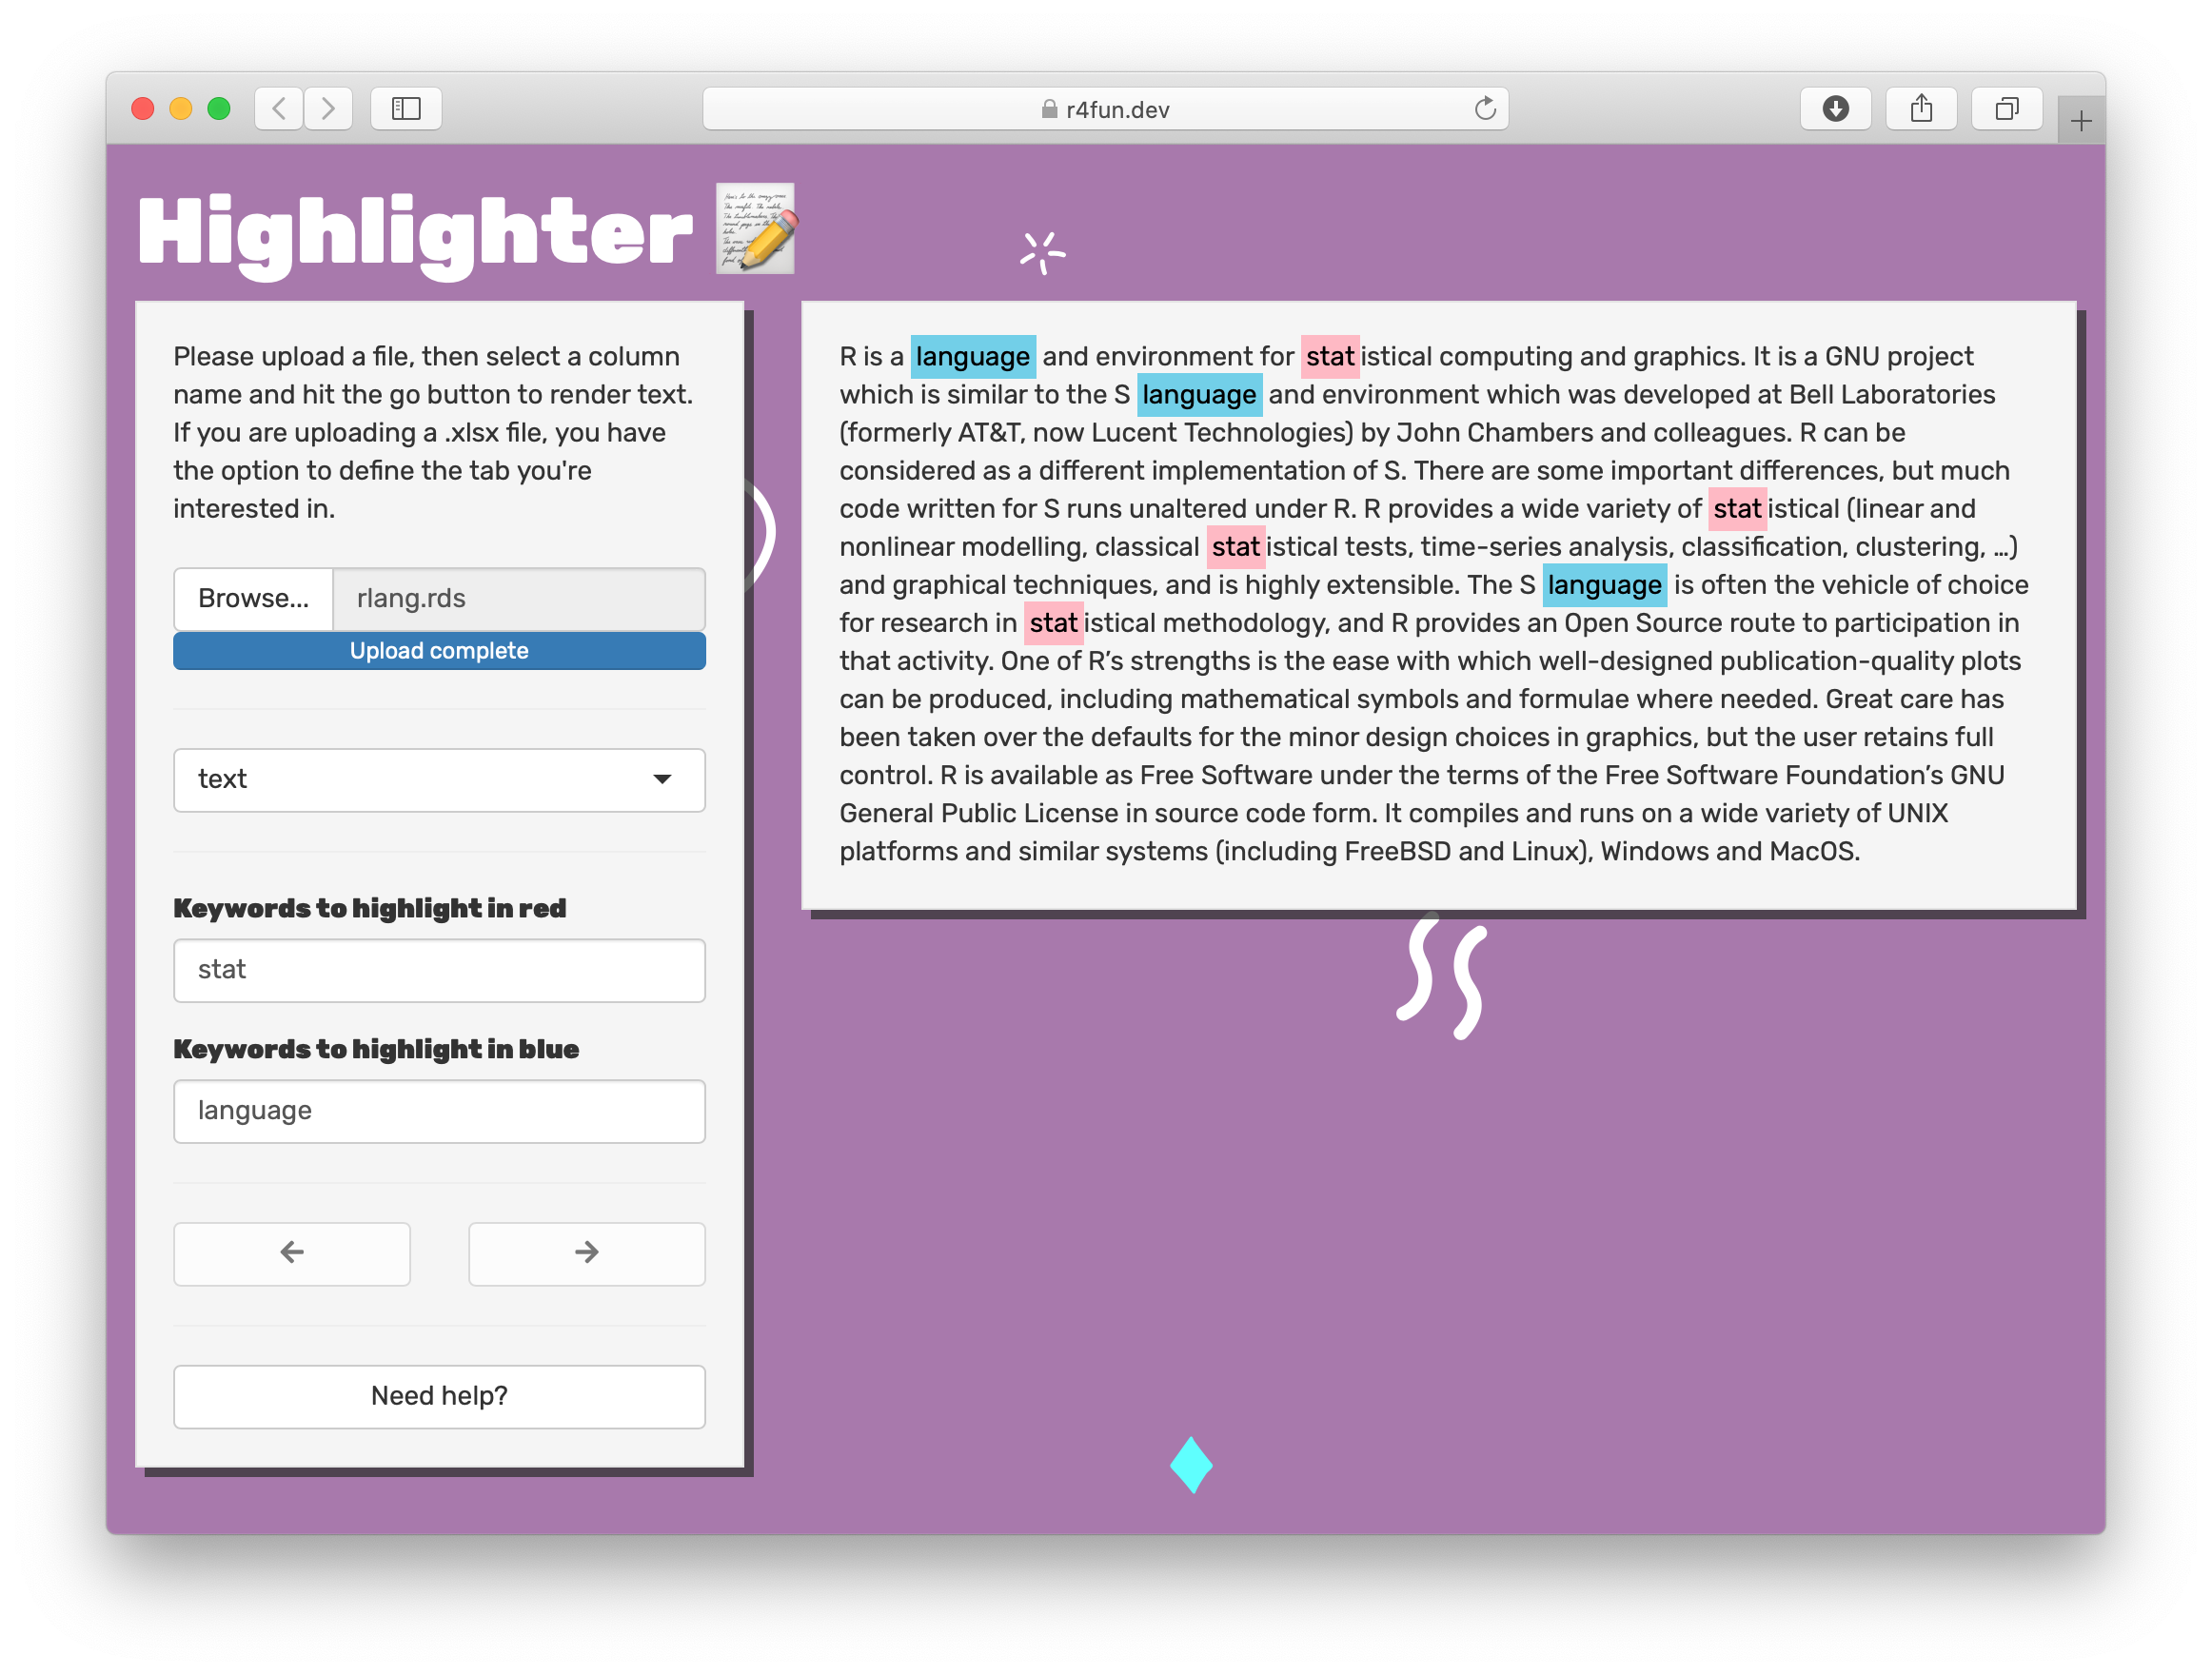 r4fun.dev
Highlighter
Please upload a file, then select a column
name and hit the go button to render text.
If you are uploading a .xlsx file, you have
the option to define the tab you're
interested in.
Browse... rlang.rds
Upload complete
text
Keywords to highlight in red
stat
Keywords to highlight in blue
language
Need help?
R is a language and environment for statistical computing and graphics. It is a GNU project
which is similar to the S language and environment which was developed at Bell Laboratories
(formerly AT&T, now Lucent Technologies) by John Chambers and colleagues. R can be
considered as a different implementation of S. There are some important differences, but much
code written for S runs unaltered under R. R provides a wide variety of statistical (linear and
nonlinear modelling, classical statistical tests, time-series analysis, classification, clustering, …)
and graphical techniques, and is highly extensible. The S language is often the vehicle of choice
for research in statistical methodology, and R provides an Open Source route to participation in
that activity. One of R’s strengths is the ease with which well-designed publication-quality plots
can be produced, including mathematical symbols and formulae where needed. Great care has
been taken over the defaults for the minor design choices in graphics, but the user retains full
control. R is available as Free Software under the terms of the Free Software Foundation’s GNU
General Public License in source code form. It compiles and runs on a wide variety of UNIX
platforms and similar systems (including FreeBSD and Linux), Windows and MacOS.